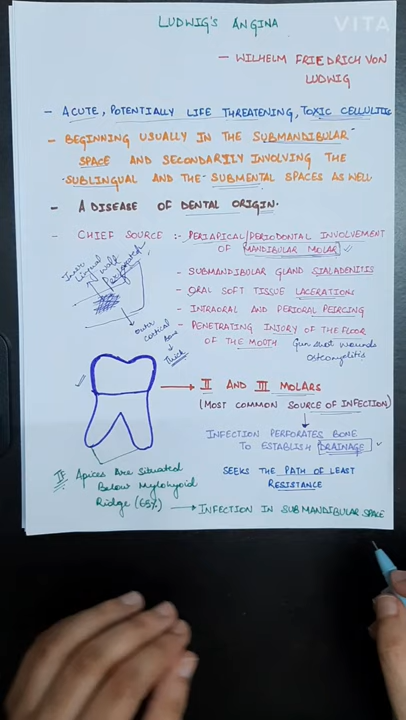 VITA
LUDWIG'S ANGINA
- WILHELM FRIEDRICH VON
LUDWIG
- ACUTE, POTENTIALLY LIFE THREATENING, TOXIC CELLULITIS
- BEGINNING USUALLY IN THE SUBMANDIBULAR
SPACE AND SECONDARILY INVOLVING THE
SUBLINGUAL AND THE SUBMENTAL SPACES AS WELL.
- A DISEASE OF DENTAL ORIGIN.
- CHIEF SOURCE :- PERIAPICAL/PERIODONTAL INVOLVEMENT
OF MANDIBULAR MOLAR
- SUBMANDIBULAR GLAND SIALADENITIS
- ORAL SOFT TISSUE LACERATIONS
- INTRAORAL AND PERIORAL PEIRCING
- PENETRATING INJURY OF THE FLOOR
OF THE MOUTH Gun shot wounds
osteomyelitis
Inner
lingual wall
Perforated
outer
cortical
bone
Thick
→ II AND III MOLARS
(MOST COMMON SOURCE OF INFECTION)
INFECTION PERFORATES BONE
TO ESTABLISH DRAINAGE
SEEKS THE PATH OF LEAST
RESISTANCE
If Apices Are Situated
Below Mylohyoid
Ridge (65%) → INFECTION IN SUBMANDIBULAR SPACE